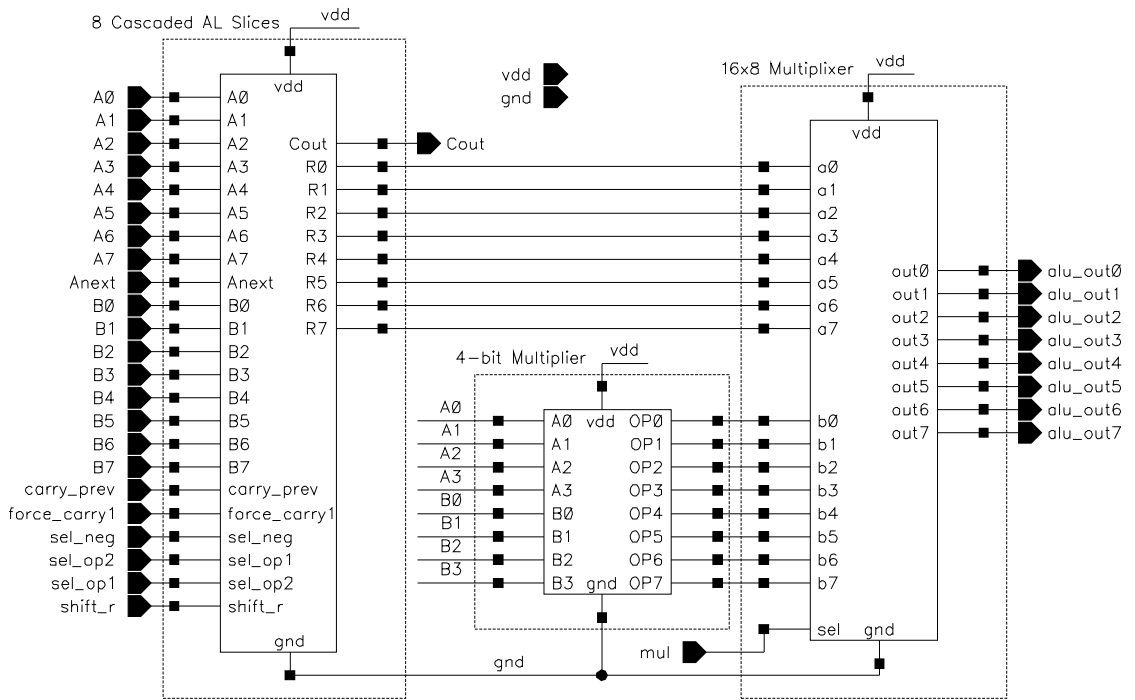 8 Cascaded AL Slices
vdd
vdd
A0 A0
A1 A1
A2 A2
A3 A3
A4 A4
A5 A5
A6 A6
A7 A7
Anext Anext
B0 B0
B1 B1
B2 B2
B3 B3
B4 B4
B5 B5
B6 B6
B7 B7
carry_prev carry_prev
force_carry1 force_carry1
sel_neg sel_neg
sel_op2 sel_op1
sel_op1 sel_op2
shift_r shift_r
gnd
Cout Cout
R0
R1
R2
R3
R4
R5
R6
R7
vdd
gnd
4-bit Multiplier
vdd
vdd
A0 A0 OP0
A1 A1 OP1
A2 A2 OP2
A3 A3 OP3
B0 B0 OP4
B1 B1 OP5
B2 B2 OP6
B3 B3 gnd OP7
gnd
mul
16x8 Multiplixer
vdd
vdd
a0
a1
a2
a3
a4
a5
a6
a7
b0
b1
b2
b3
b4
b5
b6
b7
sel gnd
out0 alu_out0
out1 alu_out1
out2 alu_out2
out3 alu_out3
out4 alu_out4
out5 alu_out5
out6 alu_out6
out7 alu_out7